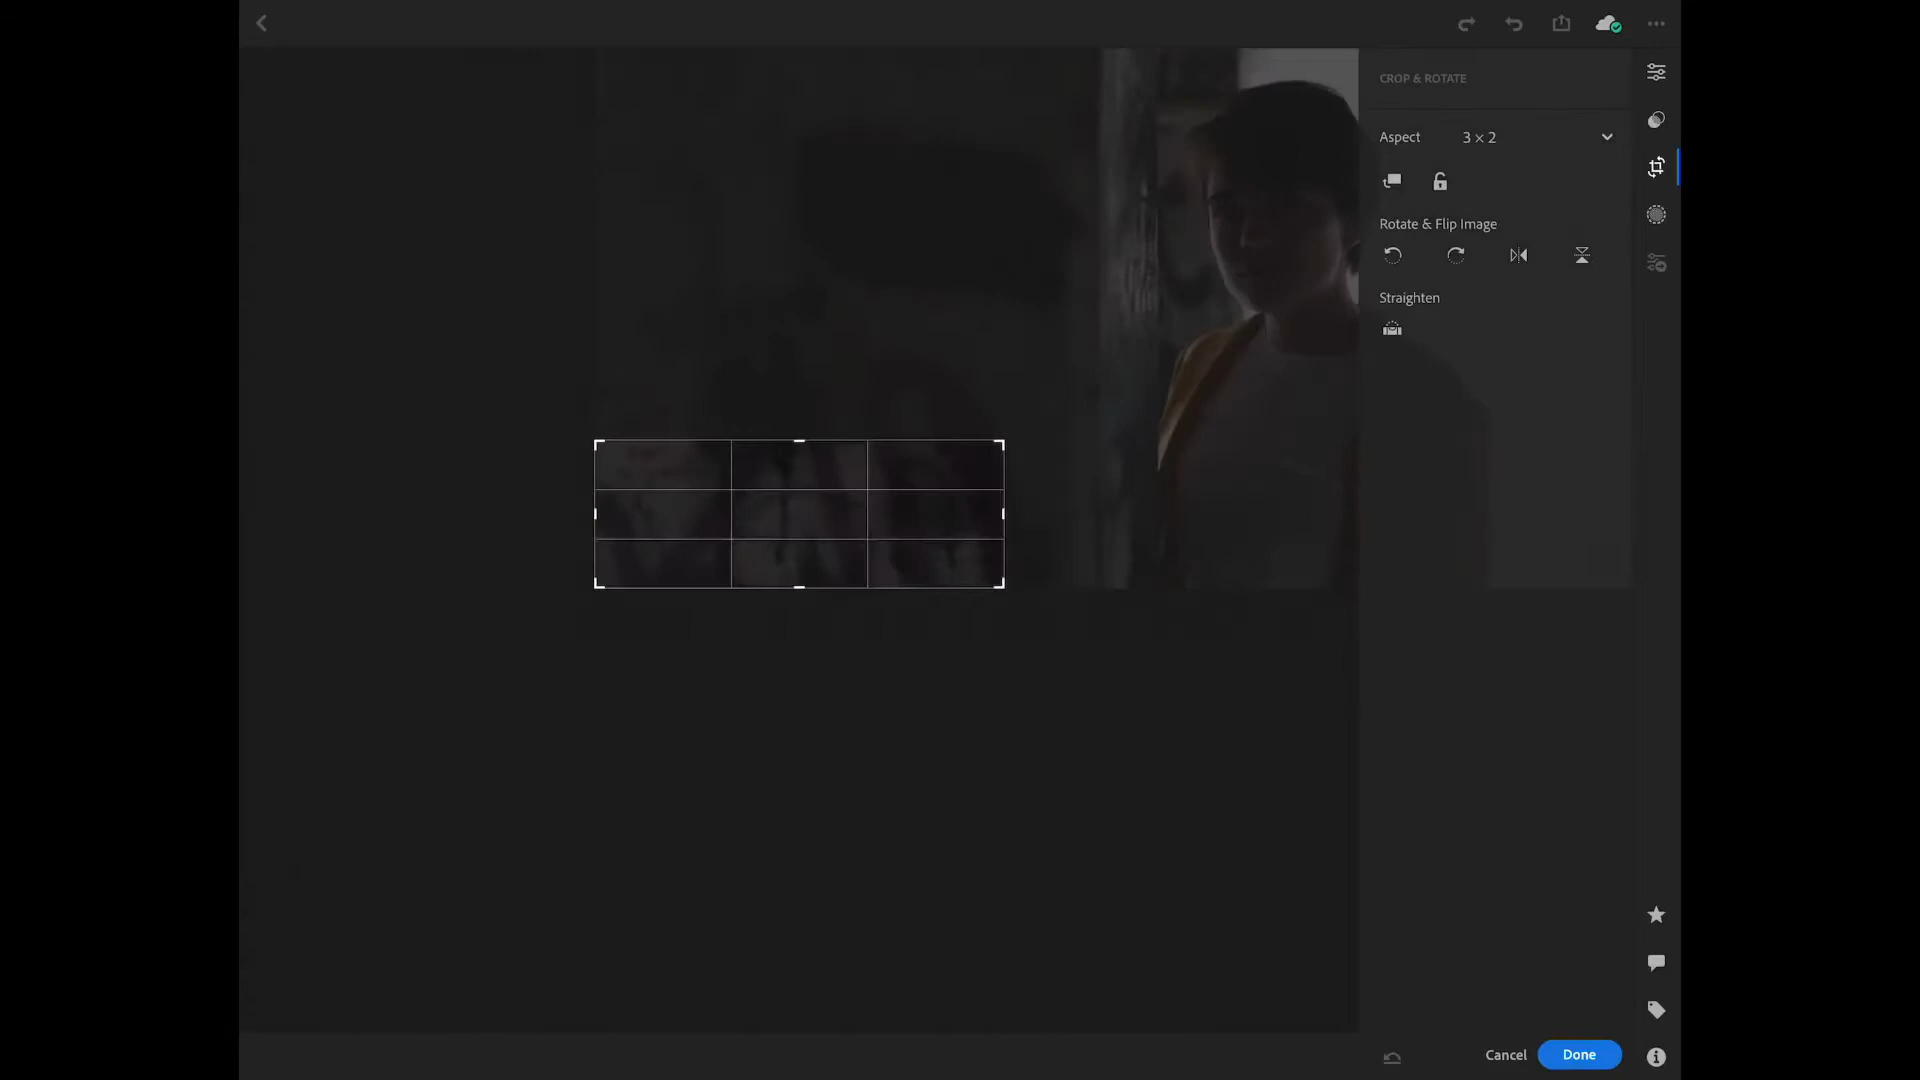 CROP & ROTATE
Aspect 3 × 2
Rotate & Flip Image
Straighten
Cancel Done